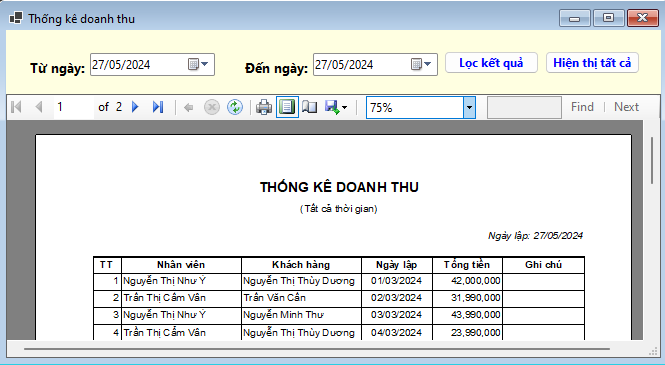 Thống kê doanh thu
Từ ngày: 27/05/2024 Đến ngày: 27/05/2024 Lọc kết quả Hiện thị tất cả
1 of 2 75% Find Next
THỐNG KÊ DOANH THU
(Tất cả thời gian)
Ngày lập: 27/05/2024
TT Nhân viên Khách hàng Ngày lập Tổng tiền Ghi chú
1 Nguyễn Thị Như Ý Nguyễn Thị Thùy Dương 01/03/2024 42,000,000
2 Trần Thị Cẩm Vân Trần Văn Cần 02/03/2024 31,990,000
3 Nguyễn Thị Như Ý Nguyễn Minh Thư 03/03/2024 43,990,000
4 Trần Thị Cẩm Vân Nguyễn Thị Thùy Dương 04/03/2024 23,990,000